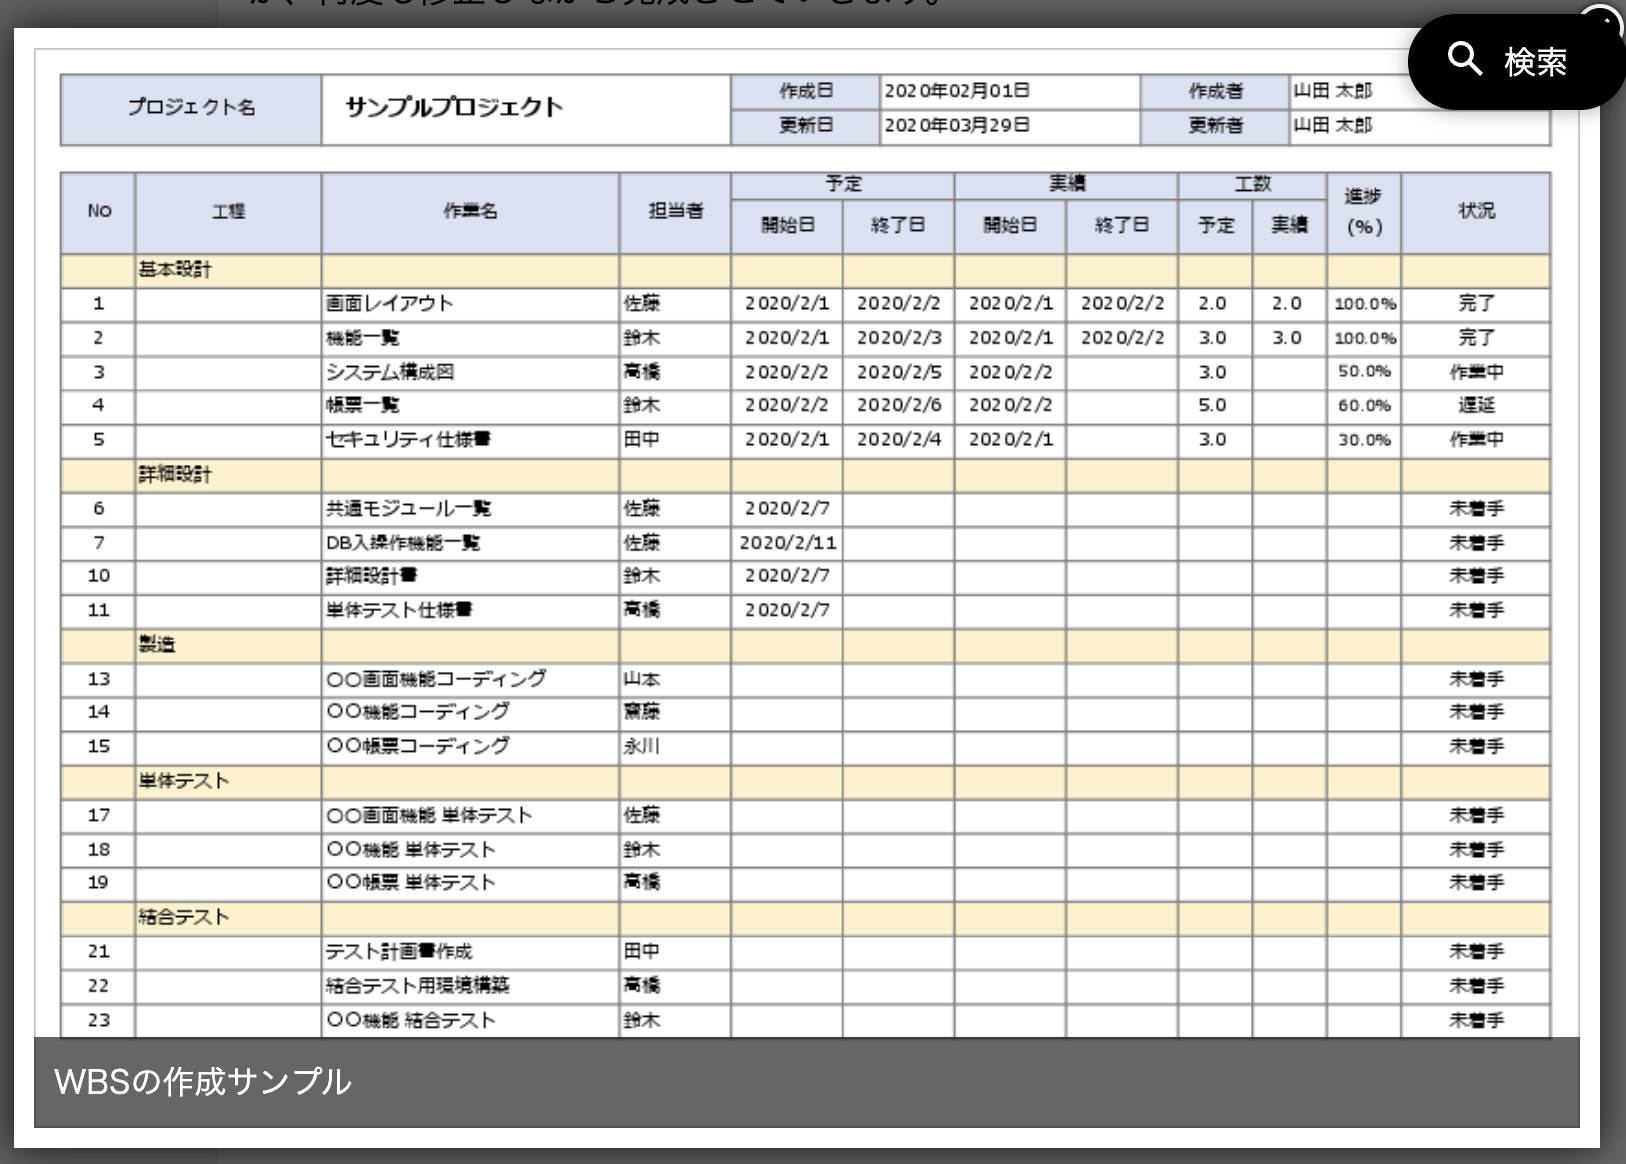 検索
プロジェクト名 サンプルプロジェクト 作成日 2020年02月01日 作成者 山田 太郎
更新日 2020年03月29日 更新者 山田 太郎
No 工程 作業名 担当者 予定 実績 工数 進捗(%) 状況
開始日 終了日 開始日 終了日 予定 実績
基本設計
1 画面レイアウト 佐藤 2020/2/1 2020/2/2 2020/2/1 2020/2/2 2.0 2.0 100.0% 完了
2 機能一覧 鈴木 2020/2/1 2020/2/3 2020/2/1 2020/2/2 3.0 3.0 100.0% 完了
3 システム構成図 高橋 2020/2/2 2020/2/5 2020/2/2 3.0 50.0% 作業中
4 帳票一覧 鈴木 2020/2/2 2020/2/6 2020/2/2 5.0 60.0% 遅延
5 セキュリティ仕様書 田中 2020/2/1 2020/2/4 2020/2/1 3.0 30.0% 作業中
詳細設計
6 共通モジュール一覧 佐藤 2020/2/7 未着手
7 DB入操作機能一覧 佐藤 2020/2/11 未着手
10 詳細設計書 鈴木 2020/2/7 未着手
11 単体テスト仕様書 高橋 2020/2/7 未着手
製造
13 〇〇画面機能コーディング 山本 未着手
14 〇〇機能コーディング 齋藤 未着手
15 〇〇帳票コーディング 永川 未着手
単体テスト
17 〇〇画面機能 単体テスト 佐藤 未着手
18 〇〇機能 単体テスト 鈴木 未着手
19 〇〇帳票 単体テスト 高橋 未着手
結合テスト
21 テスト計画書作成 田中 未着手
22 結合テスト用環境構築 高橋 未着手
23 〇〇機能 結合テスト 鈴木 未着手
WBSの作成サンプル